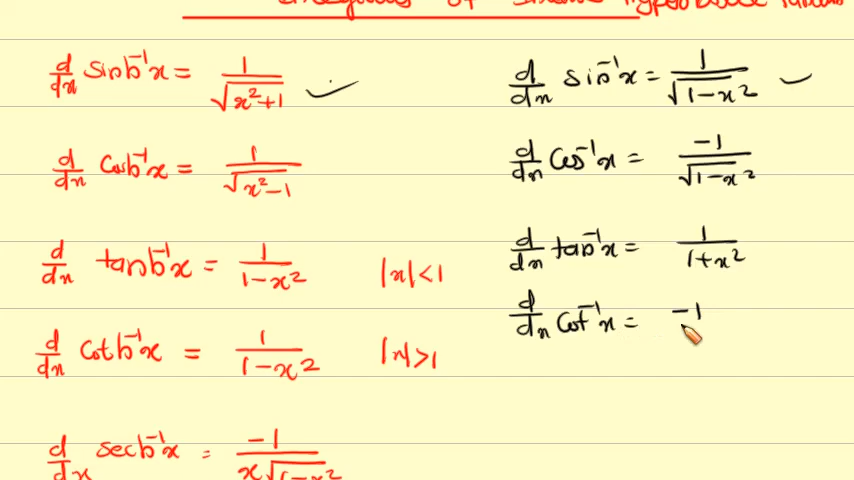 of
d/dx sinh⁻¹x = 1/√(x²+1)
d/dx cosh⁻¹x = 1/√(x²-1)
d/dx tanh⁻¹x = 1/(1-x²) |x|<1
d/dx coth⁻¹x = 1/(1-x²) |x|>1
d/dx sech⁻¹x = -1/(x√(1-x²))
d/dx sin⁻¹x = 1/√(1-x²)
d/dx cos⁻¹x = -1/√(1-x²)
d/dx tan⁻¹x = 1/(1+x²)
d/dx cot⁻¹x = -1